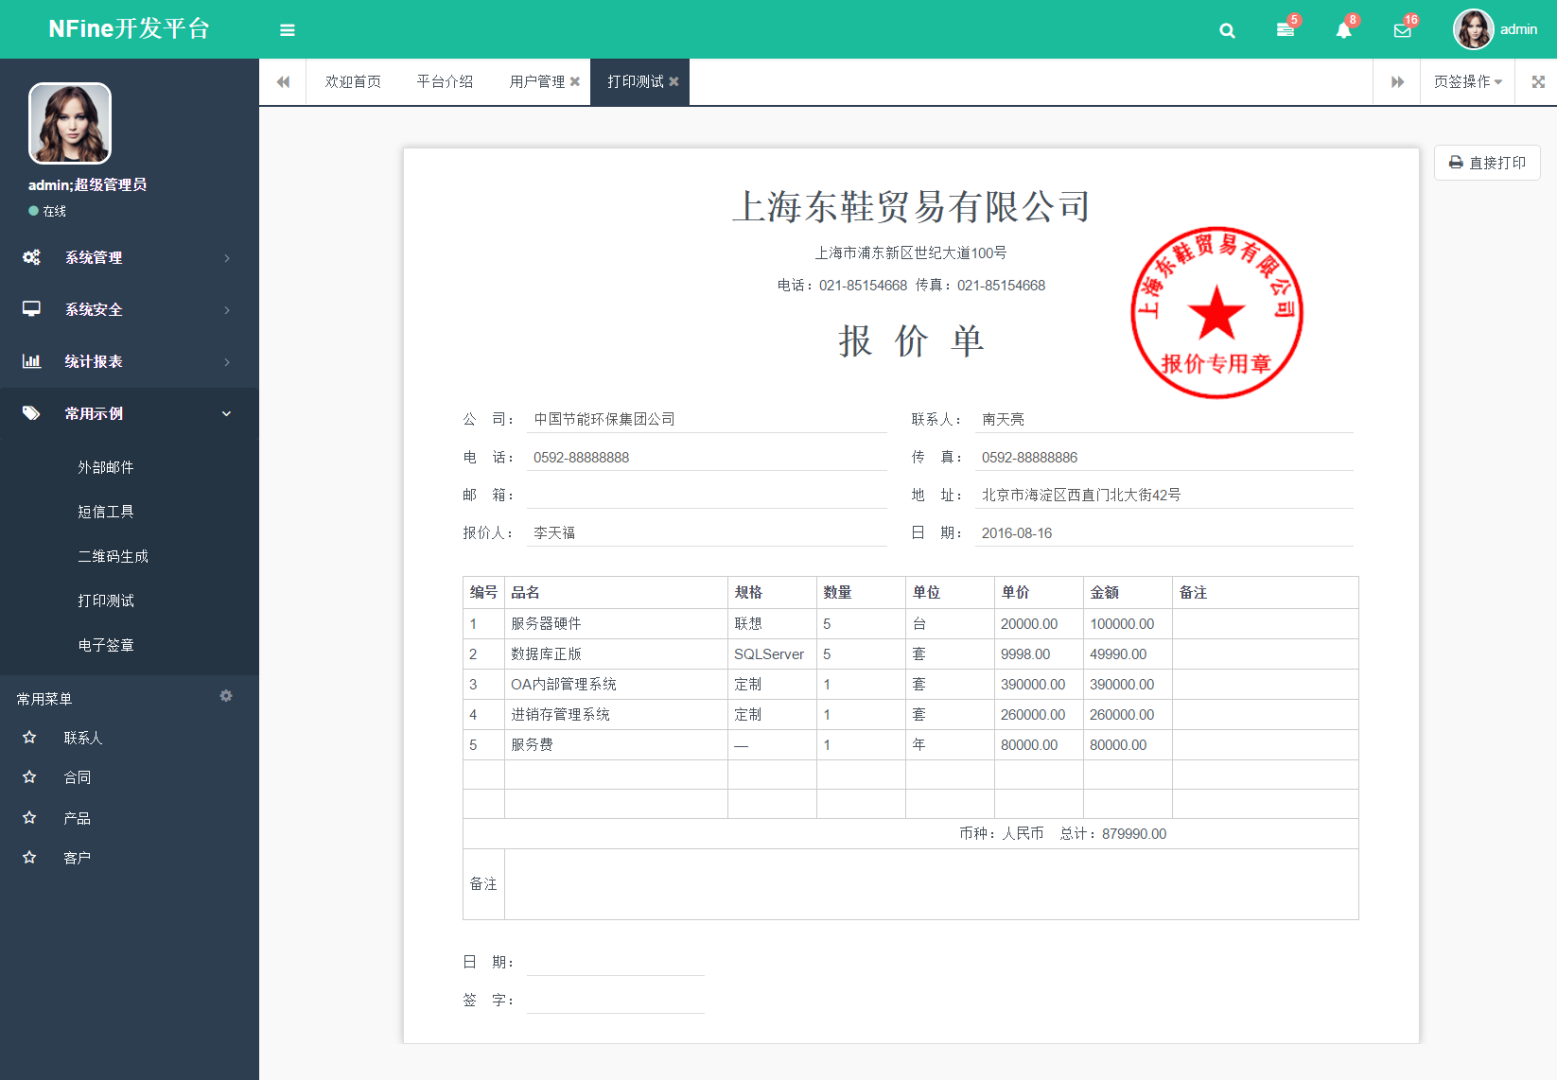 NFine开发平台
5
8
16
admin
欢迎首页
平台介绍
用户管理
打印测试
页签操作
admin;超级管理员
在线
系统管理
系统安全
统计报表
常用示例
外部邮件
短信工具
二维码生成
打印测试
电子签章
常用菜单
联系人
合同
产品
客户
直接打印
上海东鞋贸易有限公司
上海市浦东新区世纪大道100号
电话：021-85154668 传真：021-85154668
报 价 单
上海东鞋贸易有限公司
报价专用章
公 司： 中国节能环保集团公司 联系人： 南天亮
电 话： 0592-88888888 传 真： 0592-88888886
邮 箱： 地 址： 北京市海淀区西直门北大街42号
报价人： 李天福 日 期： 2016-08-16
编号 品名 规格 数量 单位 单价 金额 备注
1 服务器硬件 联想 5 台 20000.00 100000.00
2 数据库正版 SQLServer 5 套 9998.00 49990.00
3 OA内部管理系统 定制 1 套 390000.00 390000.00
4 进销存管理系统 定制 1 套 260000.00 260000.00
5 服务费 — 1 年 80000.00 80000.00
币种：人民币 总计：879990.00
备注
日 期：
签 字：